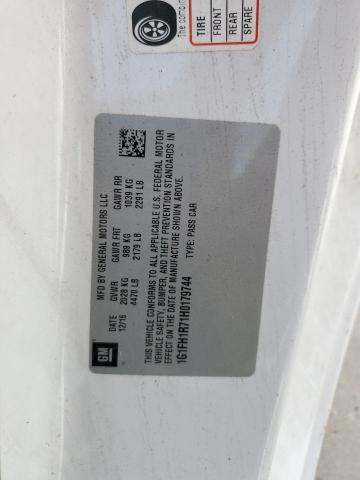 The combin
TIRE
FRONT
REAR
SPARE
MFD BY GENERAL MOTORS LLC
DATE GVWR GAWR FRT GAWR RR
12/16 2028 KG 989 KG 1039 KG
4470 LB 2179 LB 2291 LB
THIS VEHICLE CONFORMS TO ALL APPLICABLE U.S. FEDERAL MOTOR
VEHICLE SAFETY, BUMPER, AND THEFT PREVENTION STANDARDS IN
EFFECT ON THE DATE OF MANUFACTURE SHOWN ABOVE.
1G1FH1R71H0179744 TYPE: PASS CAR
GM